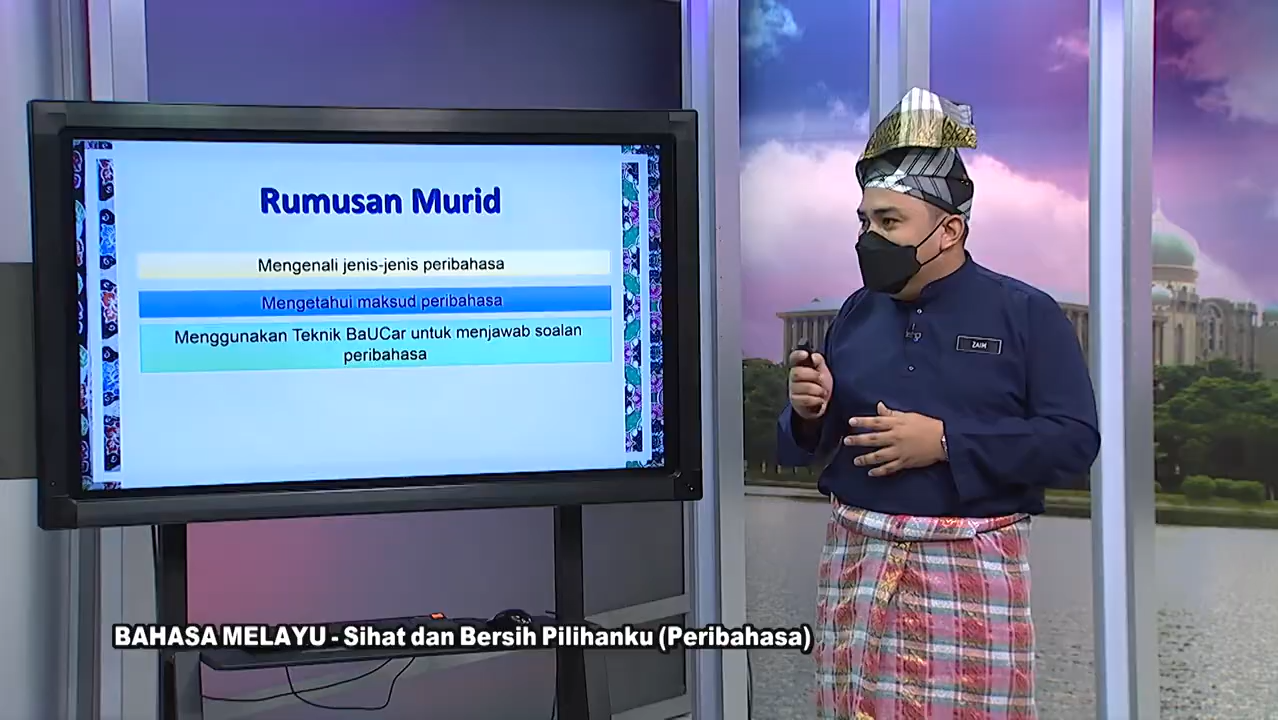 Rumusan Murid
Mengenali jenis-jenis peribahasa
Mengetahui maksud peribahasa
Menggunakan Teknik BaUCar untuk menjawab soalan
peribahasa
ZAIM
BAHASA MELAYU - Sihat dan Bersih Pilihanku (Peribahasa)